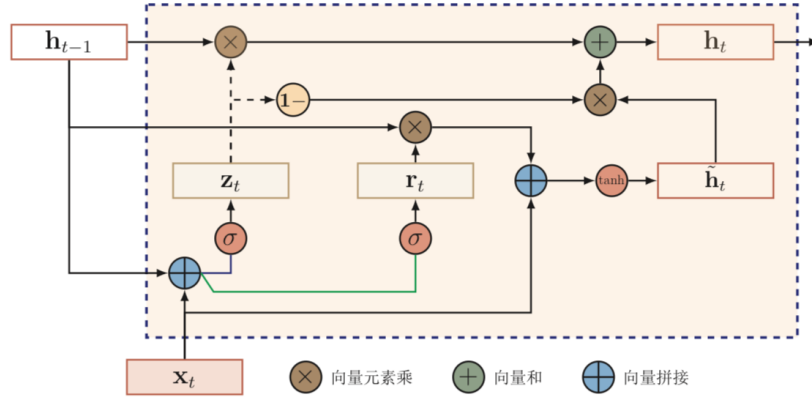 h_{t−1}
×
+
h_t
1−
×
×
z_t
r_t
+
tanh
h̃_t
σ
σ
+
x_t
× 向量元素乘
+ 向量和
+ 向量拼接